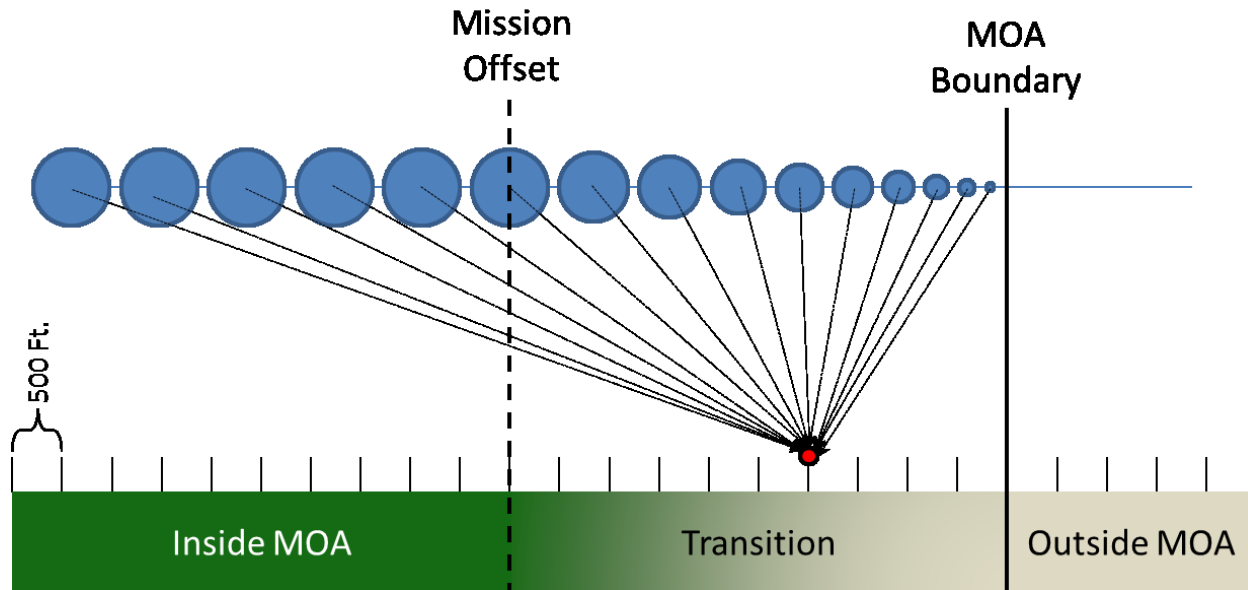 Mission
Offset
MOA
Boundary
500 Ft.
Inside MOA
Transition
Outside MOA